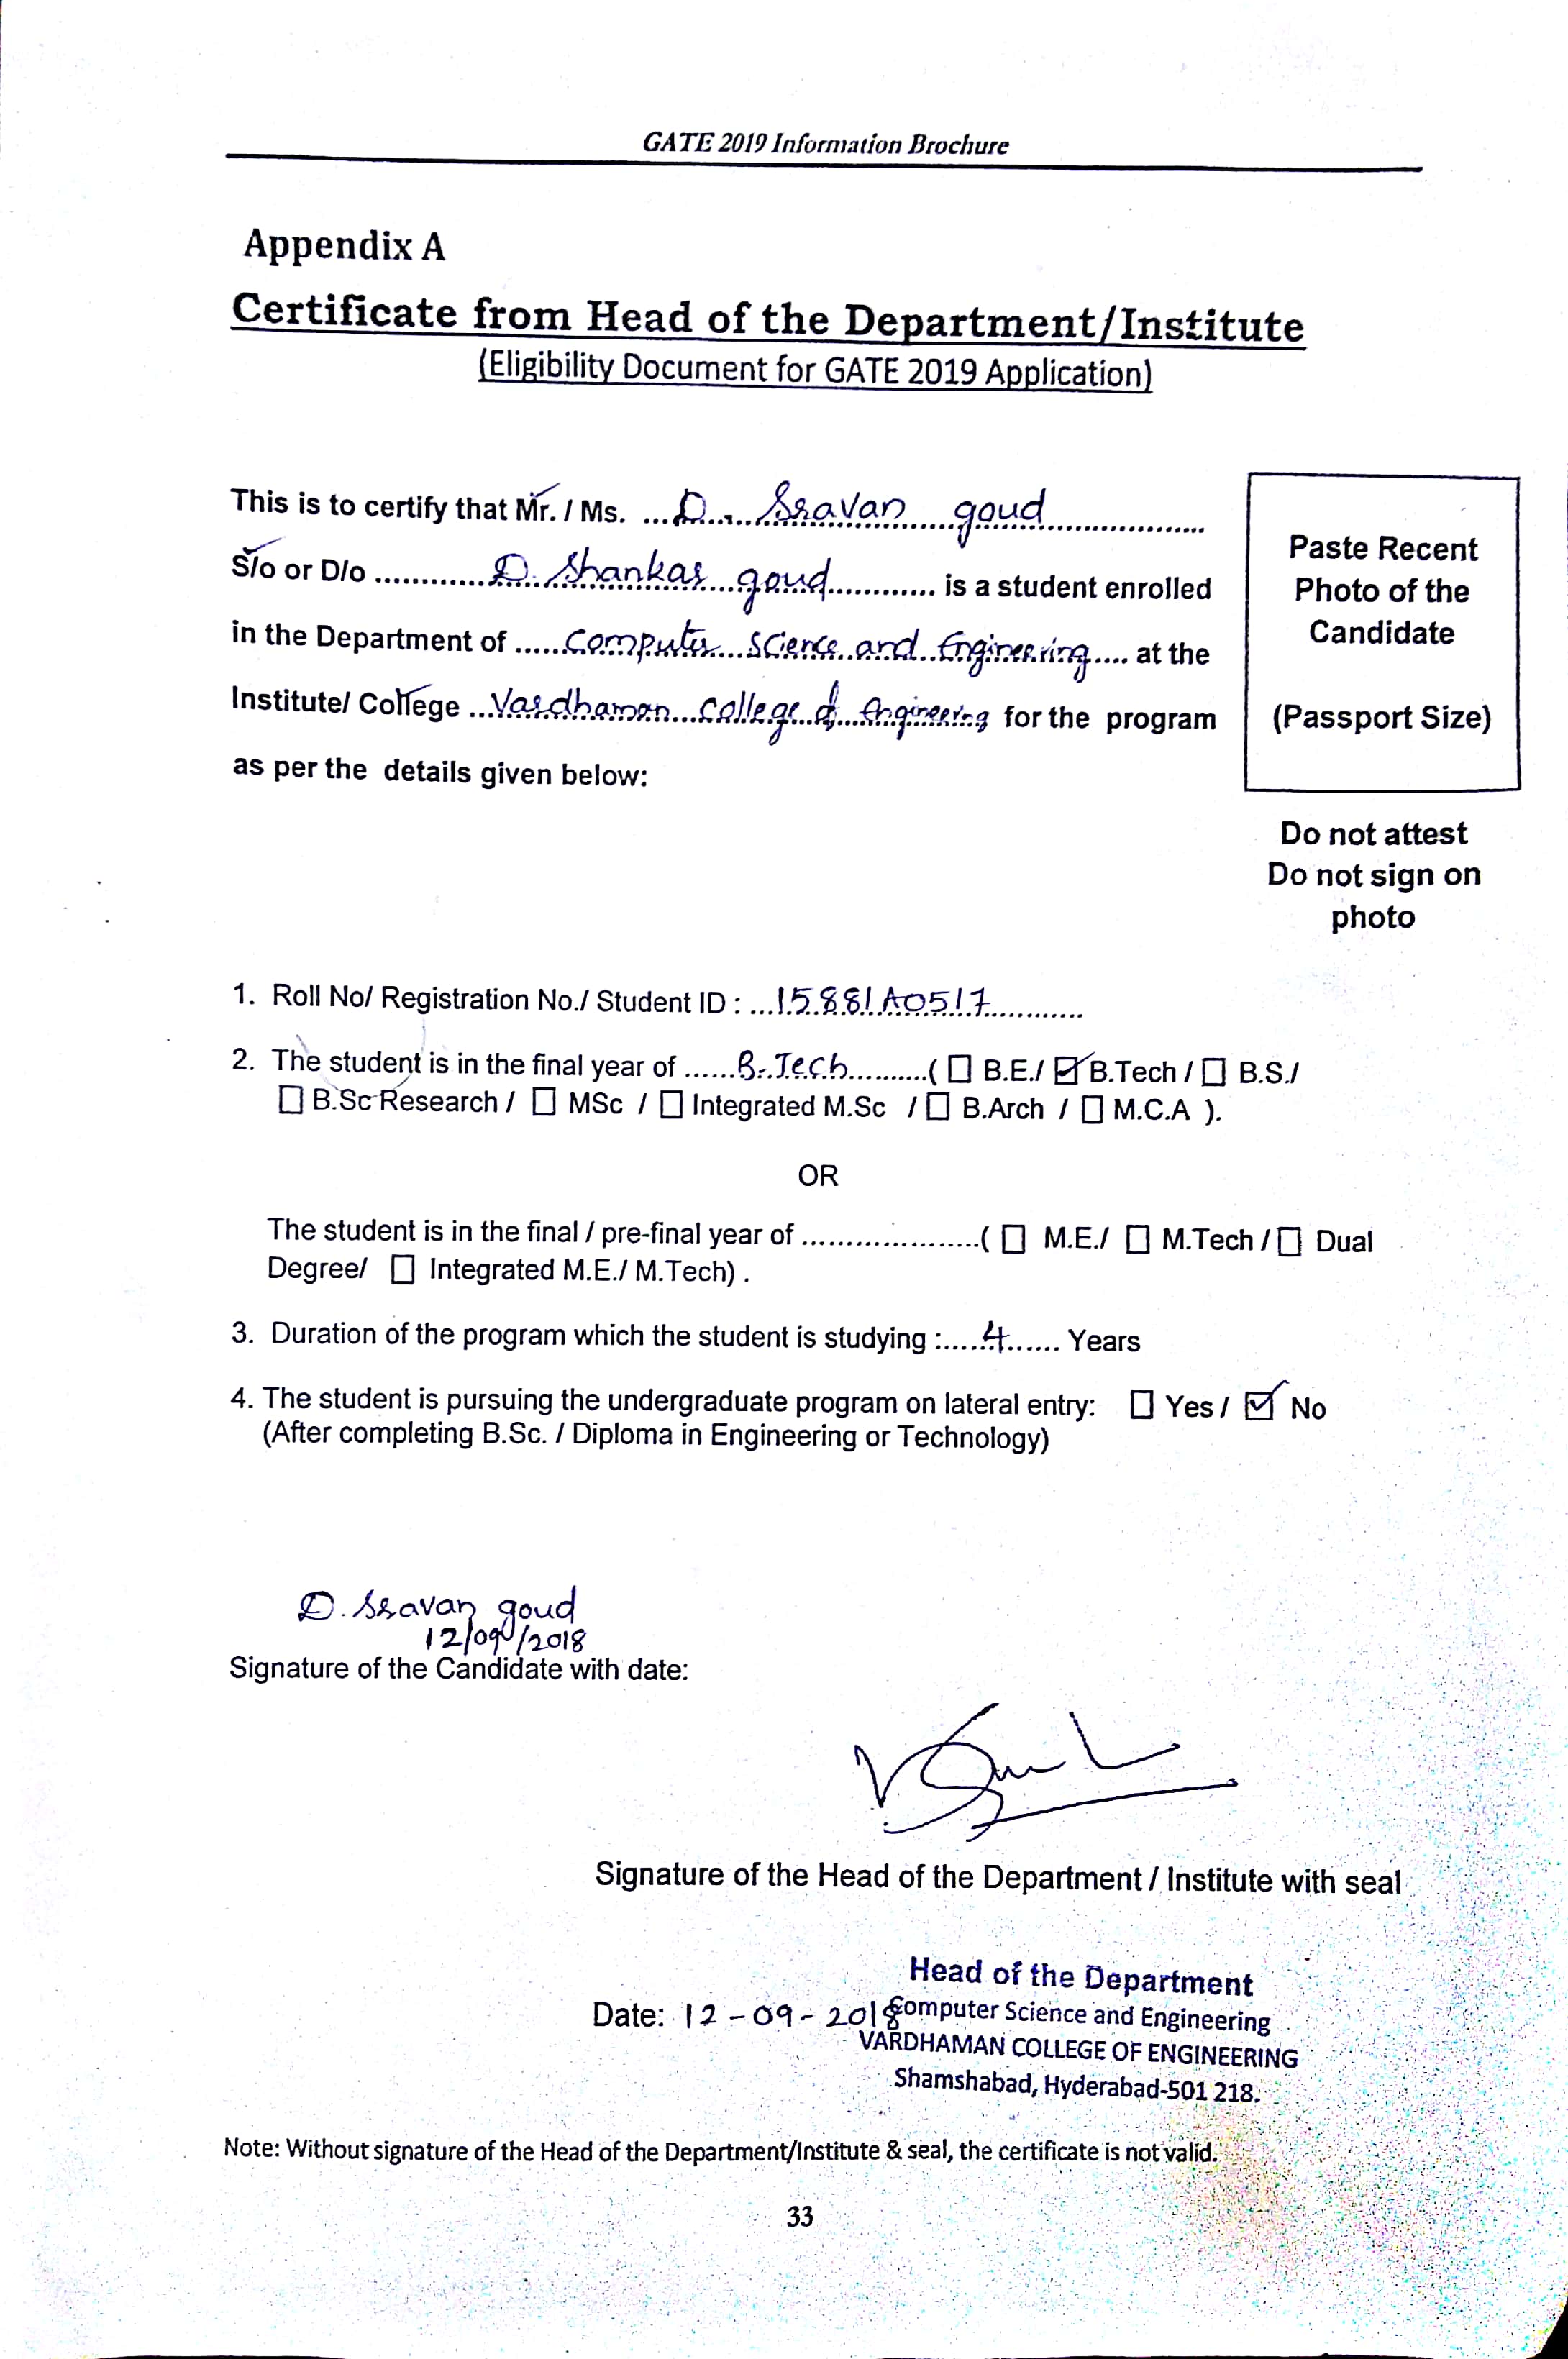 GATE 2019 Information Brochure
Appendix A
Certificate from Head of the Department/Institute
(Eligibility Document for GATE 2019 Application)
This is to certify that Mr. / Ms. ...D. Sravan goud...
S/o or D/o ............D. Shankar goud............ is a student enrolled
in the Department of .....Computer Science and Engineering.... at the
Institute/ College ...Vardhaman College of Engineering for the program
as per the details given below:
Paste Recent
Photo of the
Candidate
(Passport Size)
Do not attest
Do not sign on
photo
1. Roll No/ Registration No./ Student ID : ...15881A0517............
2. The student is in the final year of ......B.Tech..........( ☐ B.E./ ☑ B.Tech / ☐ B.S./
☐ B.Sc Research / ☐ MSc / ☐ Integrated M.Sc / ☐ B.Arch / ☐ M.C.A ).
OR
The student is in the final / pre-final year of .....................( ☐ M.E./ ☐ M.Tech / ☐ Dual
Degree/ ☐ Integrated M.E./ M.Tech) .
3. Duration of the program which the student is studying :.....4...... Years
4. The student is pursuing the undergraduate program on lateral entry: ☐ Yes / ☑ No
(After completing B.Sc. / Diploma in Engineering or Technology)
D. Sravan goud
12/09/2018
Signature of the Candidate with date:
Signature of the Head of the Department / Institute with seal
Head of the Department
Date: 12-09-2018 Computer Science and Engineering
VARDHAMAN COLLEGE OF ENGINEERING
Shamshabad, Hyderabad-501 218.
Note: Without signature of the Head of the Department/Institute & seal, the certificate is not valid.
33